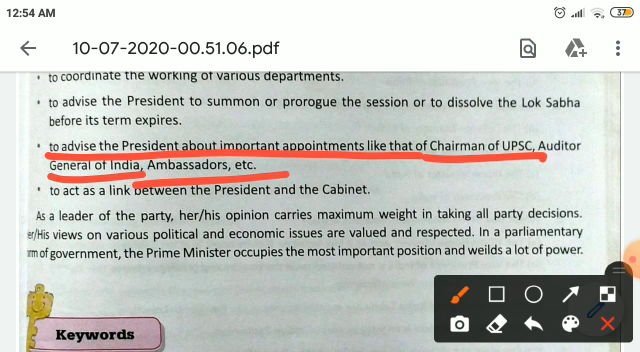 12:54 AM
37
10-07-2020-00.51.06.pdf
to coordinate the working of various departments.
• to advise the President to summon or prorogue the session or to dissolve the Lok Sabha
before its term expires.
• to advise the President about important appointments like that of Chairman of UPSC, Auditor
General of India, Ambassadors, etc.
• to act as a link between the President and the Cabinet.
As a leader of the party, her/his opinion carries maximum weight in taking all party decisions.
er/His views on various political and economic issues are valued and respected. In a parliamentary
rm of government, the Prime Minister occupies the most important position and weilds a lot of power.
Keywords